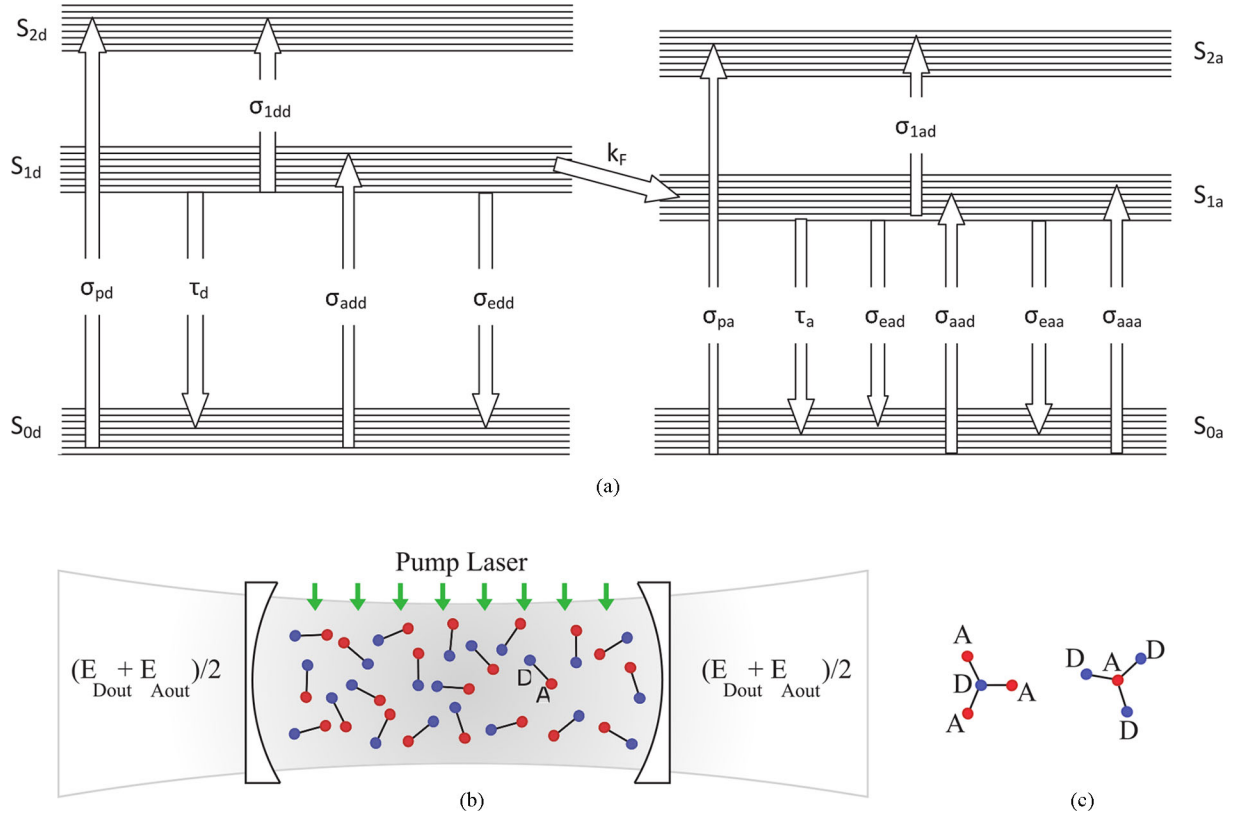 S2d
S2a
σ1dd
σ1ad
S1d
kF
S1a
σpd
τd
σadd
σedd
σpa
τa
σead
σaad
σeaa
σaaa
S0d
S0a
(a)
Pump Laser
(EDout + EAout)/2
D
A
(EDout + EAout)/2
A
D
A
A
D
A
D
D
(b)
(c)